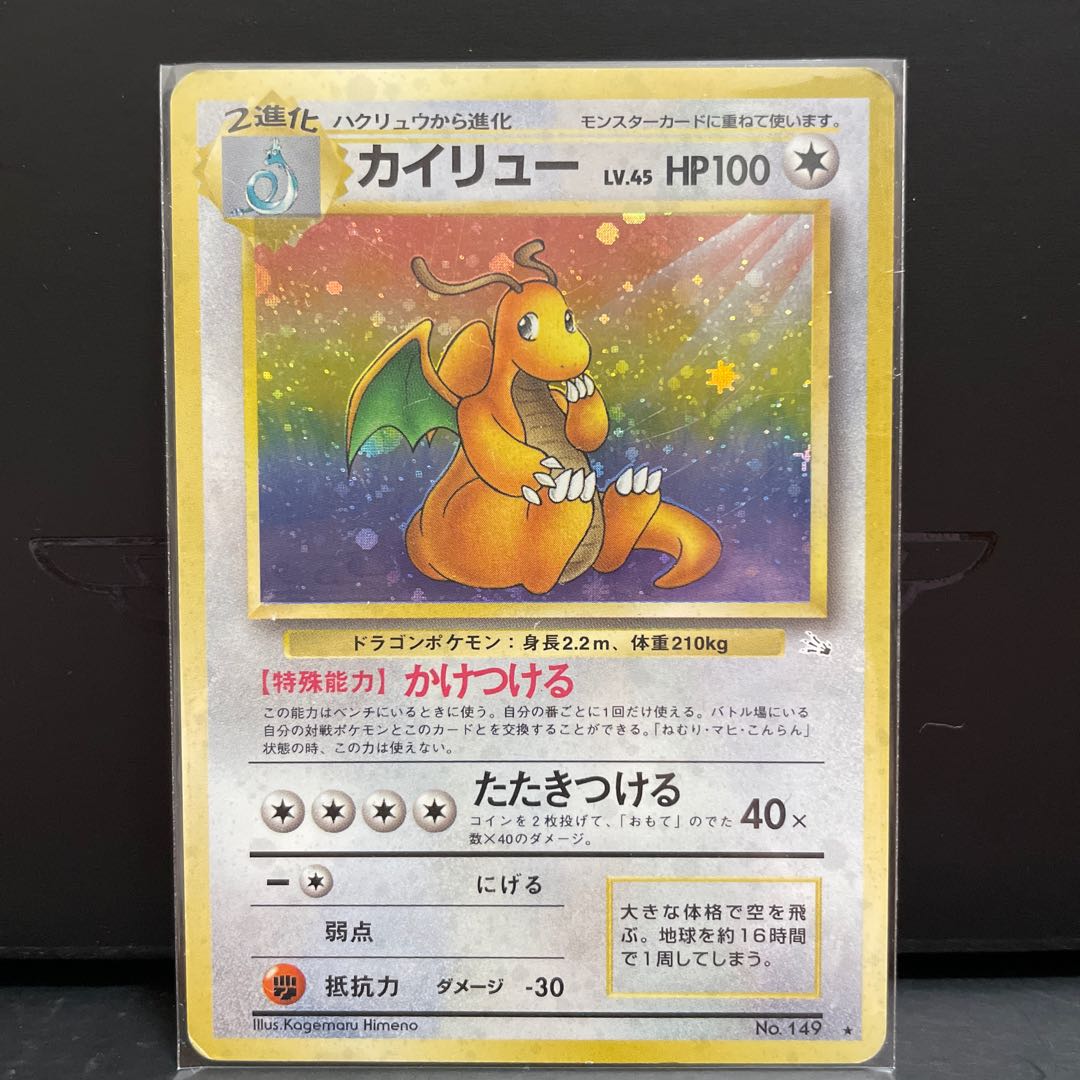 2進化 ハクリュウから進化 モンスターカードに重ねて使います。
カイリュー LV.45 HP100
ドラゴンポケモン：身長2.2m、体重210kg
【特殊能力】かけつける
この能力はベンチにいるときに使う。自分の番ごとに1回だけ使える。バトル場にいる
自分の対戦ポケモンとこのカードとを交換することができる。「ねむり・マヒ・こんらん」
状態の時、この力は使えない。
たたきつける
コインを2枚投げて、「おもて」のでた
数×40のダメージ。
40×
にげる
弱点
抵抗力 ダメージ -30
大きな体格で空を飛
ぶ。地球を約16時間
で1周してしまう。
Illus.Kagemaru Himeno
No. 149 ★